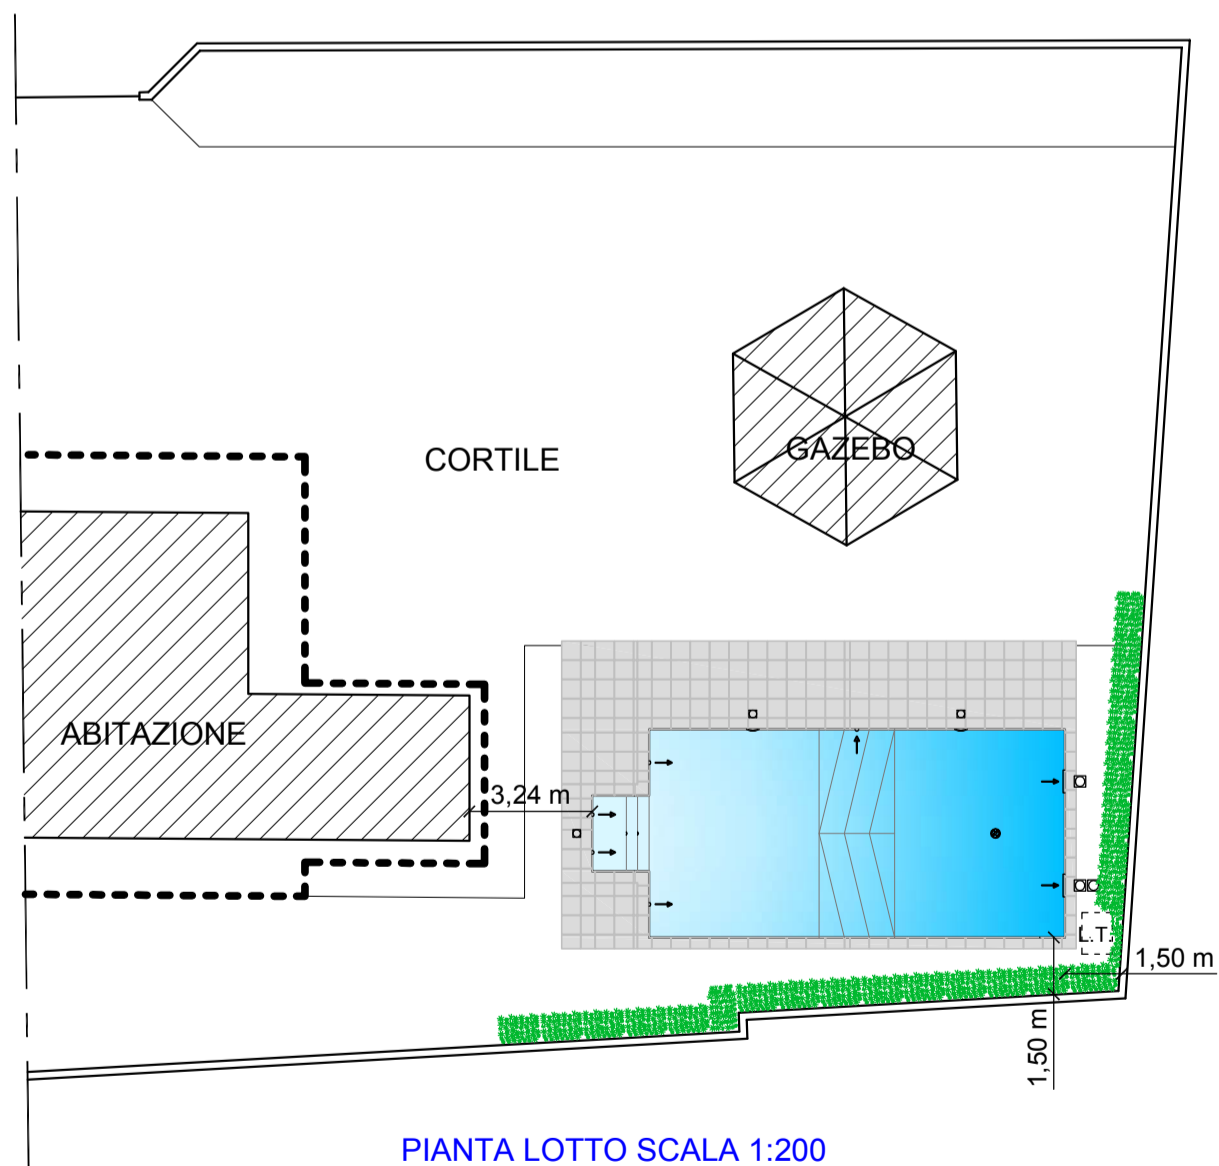 CORTILE
GAZEBO
ABITAZIONE
3,24 m
L.T.
1,50 m
1,50 m
PIANTA LOTTO SCALA 1:200